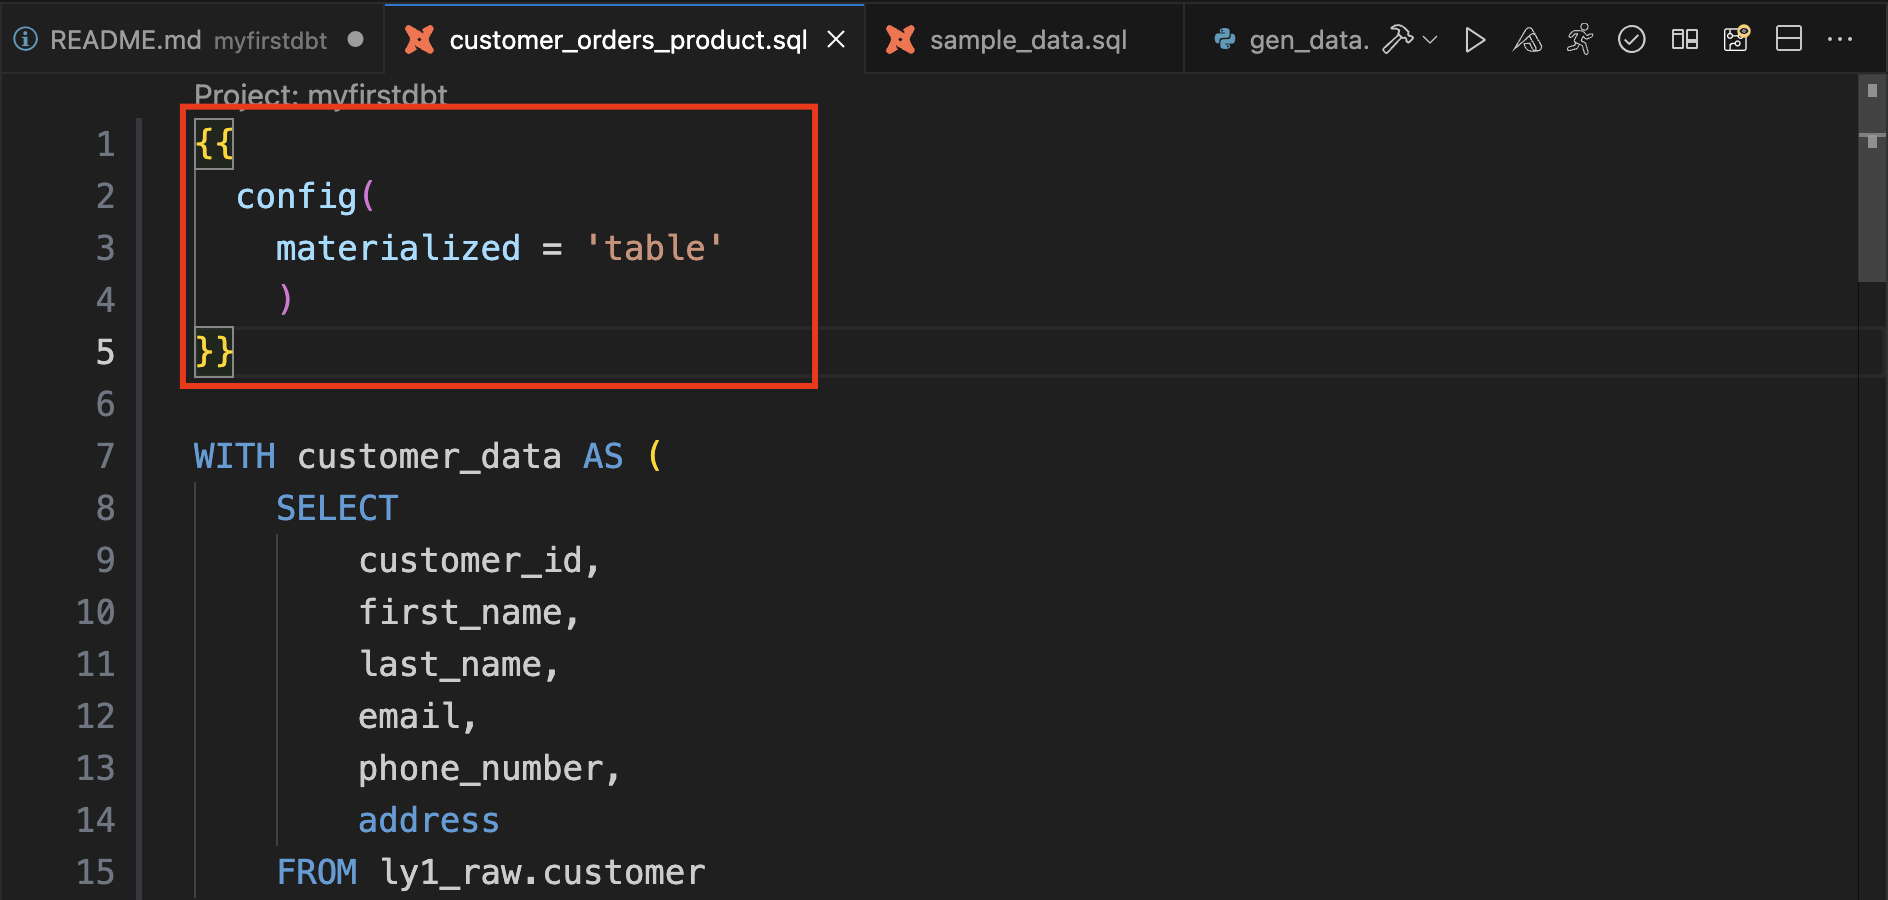 README.md myfirstdbt customer_orders_product.sql sample_data.sql gen_data.
Project: myfirstdbt
1 {{
2 config(
3 materialized = 'table'
4 )
5 }}
6
7 WITH customer_data AS (
8 SELECT
9 customer_id,
10 first_name,
11 last_name,
12 email,
13 phone_number,
14 address
15 FROM ly1_raw.customer